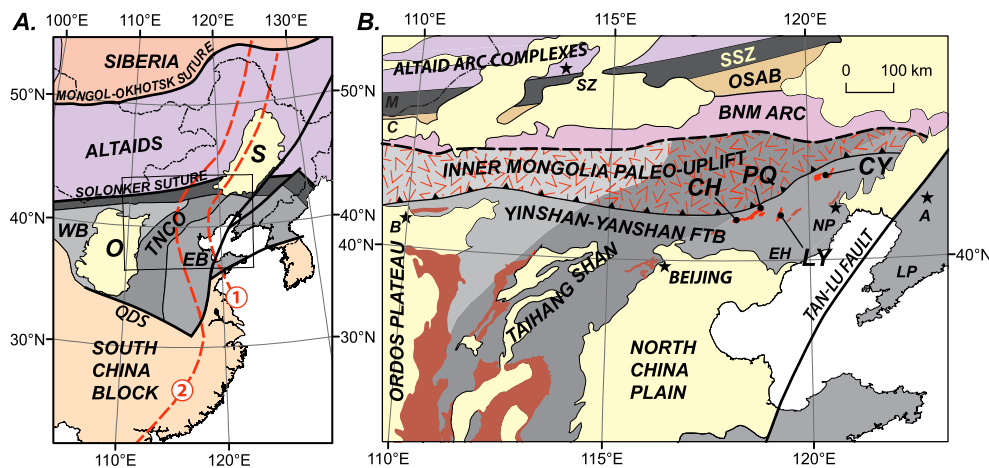 A.
100°E 110°E 120°E 130°E
SIBERIA
MONGOL-OKHOTSK SUTURE
50°N
50°N
ALTAIDS
S
SOLONKER SUTURE
40°N
40°N
WB
O
TNCO
EB
1
QDS
30°N
30°N
SOUTH
CHINA
BLOCK
2
110°E 120°E
B.
110°E 115°E 120°E
ALTAID ARC COMPLEXES
SZ
SSZ
OSAB
0 100 km
M
C
BNM ARC
INNER MONGOLIA PALEO-UPLIFT
CH
PQ
CY
B
YINSHAN-YANSHAN FTB
NP
A
EH
LY
LP
40°N
BEIJING
TAIHANG SHAN
TAN-LU FAULT
ORDOS PLATEAU
NORTH
CHINA
PLAIN
110°E 115°E 120°E